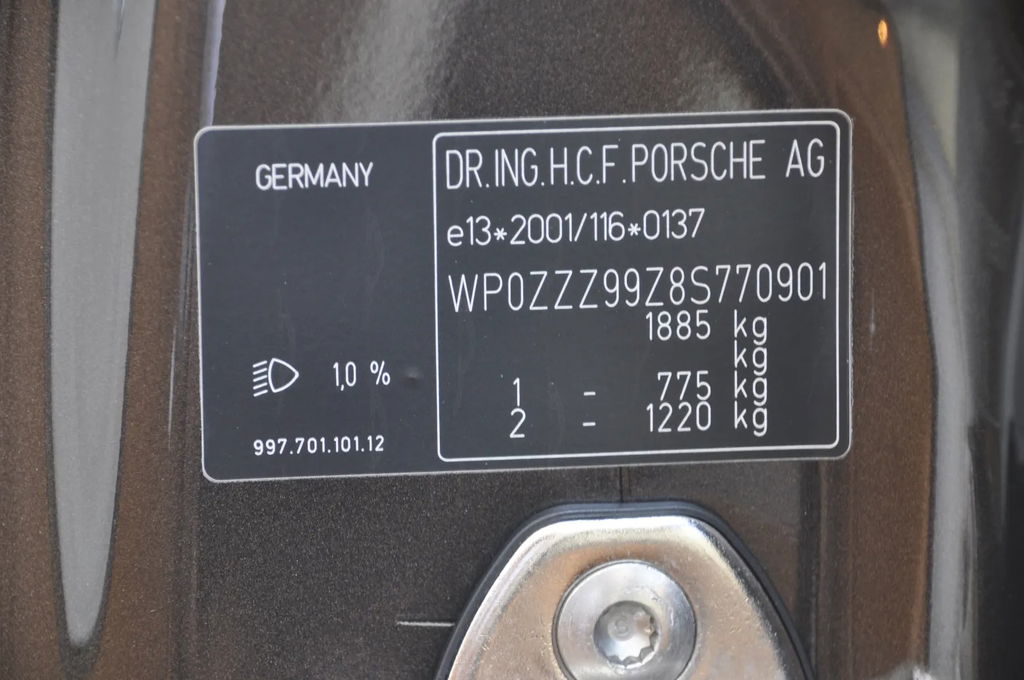 GERMANY
1,0 %
997.701.101.12
DR.ING.H.C.F.PORSCHE AG
e13*2001/116*0137
WP0ZZZ99Z8S770901
1885 kg
kg
1 - 775 kg
2 - 1220 kg